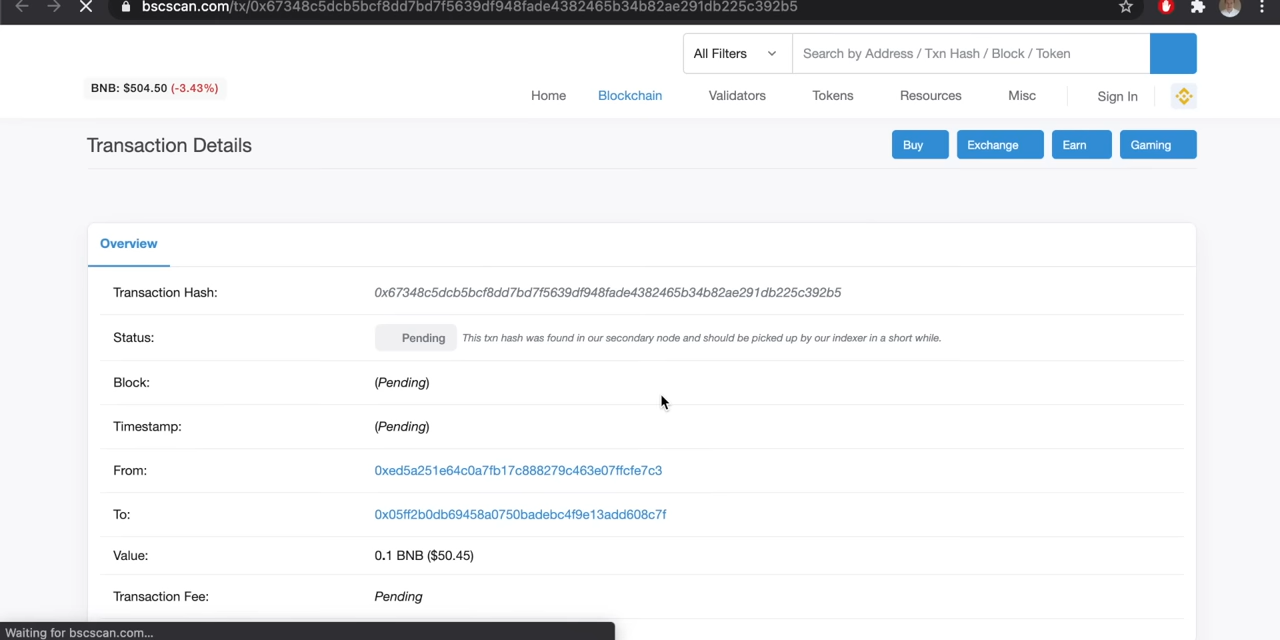 bscscan.com/tx/0x67348c5dcb5bcf8dd7bd7f5639df948fade4382465b34b82ae291db225c392b5
All Filters
Search by Address / Txn Hash / Block / Token
BNB: $504.50 (-3.43%)
Home
Blockchain
Validators
Tokens
Resources
Misc
Sign In
Transaction Details
Buy
Exchange
Earn
Gaming
Overview
Transaction Hash:
0x67348c5dcb5bcf8dd7bd7f5639df948fade4382465b34b82ae291db225c392b5
Status:
Pending
This txn hash was found in our secondary node and should be picked up by our indexer in a short while.
Block:
(Pending)
Timestamp:
(Pending)
From:
0xed5a251e64c0a7fb17c888279c463e07ffcfe7c3
To:
0x05ff2b0db69458a0750badebc4f9e13add608c7f
Value:
0.1 BNB ($50.45)
Transaction Fee:
Pending
Waiting for bscscan.com...